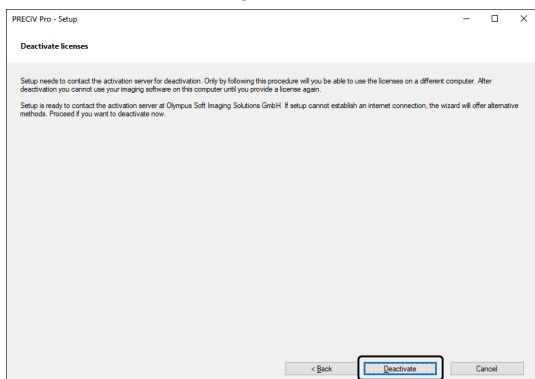 PRECiV Pro - Setup
Deactivate licenses
Setup needs to contact the activation server for deactivation. Only by following this procedure will you be able to use the licenses on a different computer. After
deactivation you cannot use your imaging software on this computer until you provide a license again.
Setup is ready to contact the activation server at Olympus Soft Imaging Solutions GmbH. If setup cannot establish an internet connection, the wizard will offer alternative
methods. Proceed if you want to deactivate now.
< Back Deactivate Cancel